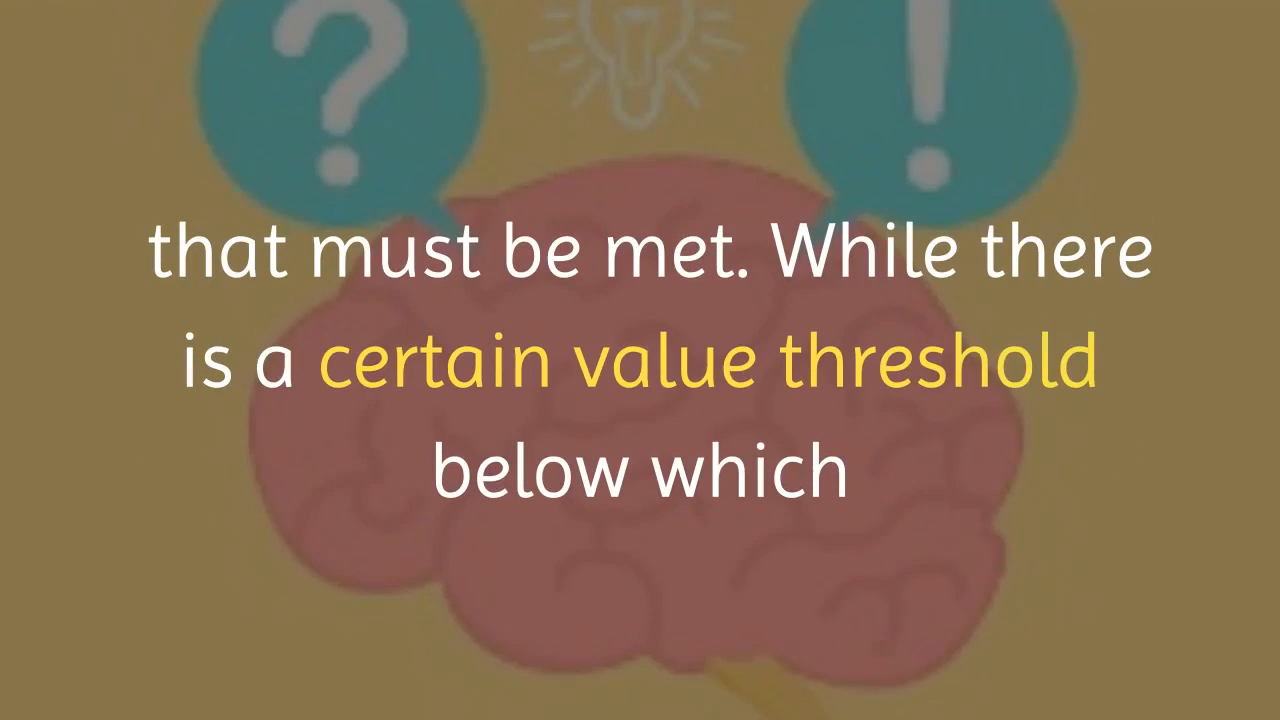 ? !
that must be met. While there
is a certain value threshold
below which